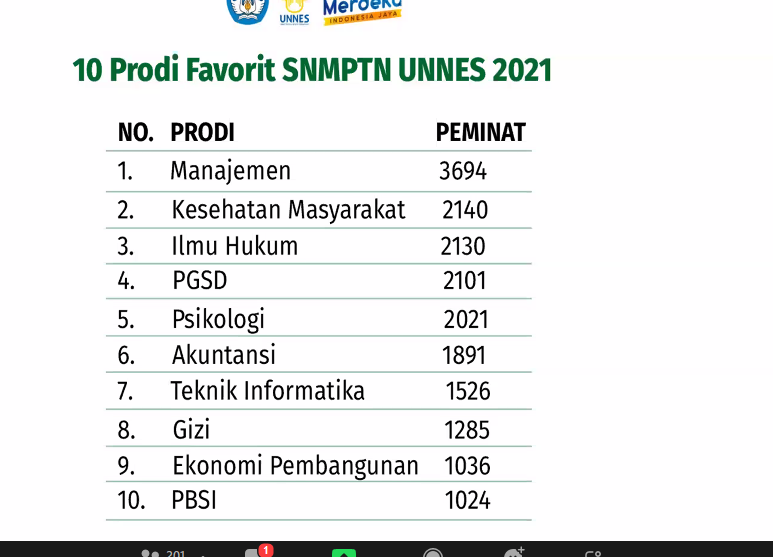 UNNES
Merdeka
INDONESIA JAYA
10 Prodi Favorit SNMPTN UNNES 2021
NO. PRODI PEMINAT
1. Manajemen 3694
2. Kesehatan Masyarakat 2140
3. Ilmu Hukum 2130
4. PGSD 2101
5. Psikologi 2021
6. Akuntansi 1891
7. Teknik Informatika 1526
8. Gizi 1285
9. Ekonomi Pembangunan 1036
10. PBSI 1024
201 1